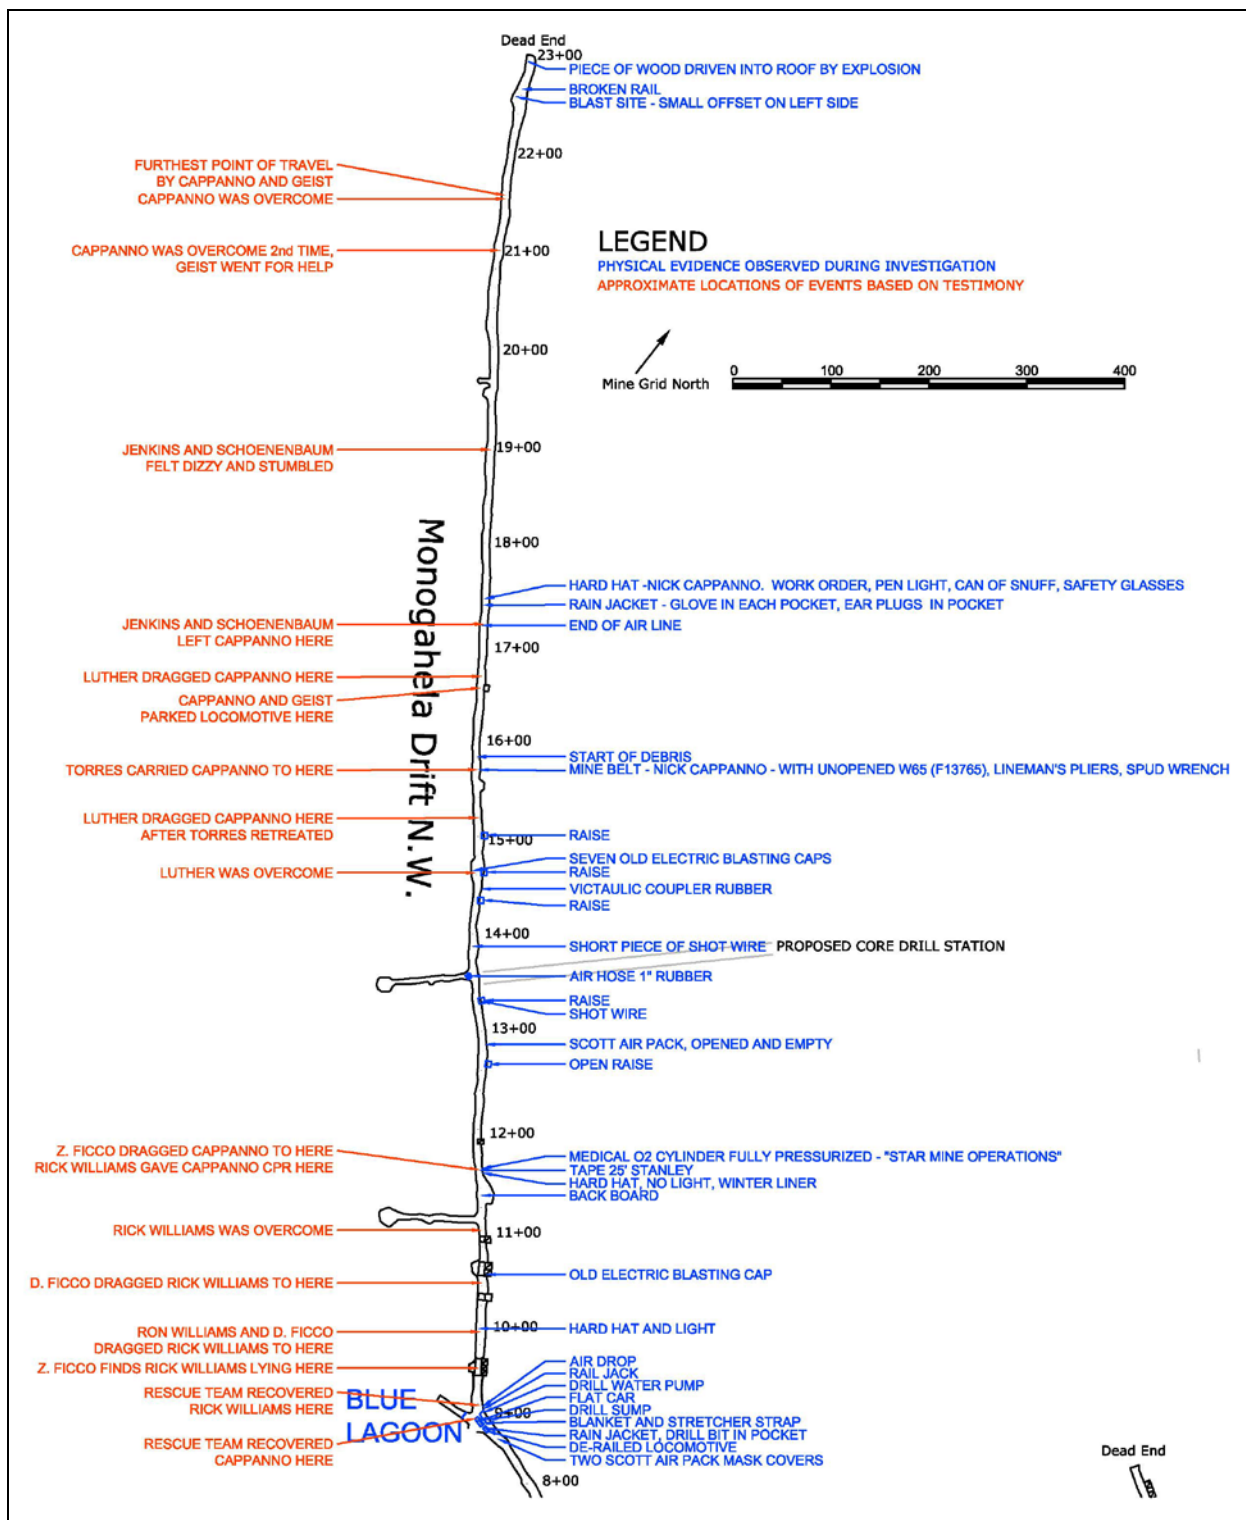 Dead End
23+00
PIECE OF WOOD DRIVEN INTO ROOF BY EXPLOSION
BROKEN RAIL
BLAST SITE - SMALL OFFSET ON LEFT SIDE
22+00
FURTHEST POINT OF TRAVEL
BY CAPPANNO AND GEIST
CAPPANNO WAS OVERCOME
CAPPANNO WAS OVERCOME 2nd TIME,
GEIST WENT FOR HELP
21+00
LEGEND
PHYSICAL EVIDENCE OBSERVED DURING INVESTIGATION
APPROXIMATE LOCATIONS OF EVENTS BASED ON TESTIMONY
20+00
Mine Grid North
0 100 200 300 400
JENKINS AND SCHOENENBAUM
FELT DIZZY AND STUMBLED
19+00
Monogahela Drift N.W.
18+00
HARD HAT -NICK CAPPANNO. WORK ORDER, PEN LIGHT, CAN OF SNUFF, SAFETY GLASSES
RAIN JACKET - GLOVE IN EACH POCKET, EAR PLUGS IN POCKET
JENKINS AND SCHOENENBAUM
LEFT CAPPANNO HERE
END OF AIR LINE
17+00
LUTHER DRAGGED CAPPANNO HERE
CAPPANNO AND GEIST
PARKED LOCOMOTIVE HERE
16+00
START OF DEBRIS
TORRES CARRIED CAPPANNO TO HERE
MINE BELT - NICK CAPPANNO - WITH UNOPENED W65 (F13765), LINEMAN'S PLIERS, SPUD WRENCH
LUTHER DRAGGED CAPPANNO HERE
AFTER TORRES RETREATED
15+00
RAISE
SEVEN OLD ELECTRIC BLASTING CAPS
LUTHER WAS OVERCOME
RAISE
VICTAULIC COUPLER RUBBER
RAISE
14+00
SHORT PIECE OF SHOT WIRE
PROPOSED CORE DRILL STATION
AIR HOSE 1" RUBBER
RAISE
SHOT WIRE
13+00
SCOTT AIR PACK, OPENED AND EMPTY
OPEN RAISE
12+00
Z. FICCO DRAGGED CAPPANNO TO HERE
RICK WILLIAMS GAVE CAPPANNO CPR HERE
MEDICAL O2 CYLINDER FULLY PRESSURIZED - "STAR MINE OPERATIONS"
TAPE 25' STANLEY
HARD HAT, NO LIGHT, WINTER LINER
BACK BOARD
RICK WILLIAMS WAS OVERCOME
11+00
D. FICCO DRAGGED RICK WILLIAMS TO HERE
OLD ELECTRIC BLASTING CAP
RON WILLIAMS AND D. FICCO
DRAGGED RICK WILLIAMS TO HERE
10+00
HARD HAT AND LIGHT
Z. FICCO FINDS RICK WILLIAMS LYING HERE
AIR DROP
RAIL JACK
DRILL WATER PUMP
FLAT CAR
DRILL SUMP
BLANKET AND STRETCHER STRAP
RAIN JACKET, DRILL BIT IN POCKET
DE-RAILED LOCOMOTIVE
TWO SCOTT AIR PACK MASK COVERS
RESCUE TEAM RECOVERED
RICK WILLIAMS HERE
BLUE
LAGOON
9+00
RESCUE TEAM RECOVERED
CAPPANNO HERE
8+00
Dead End